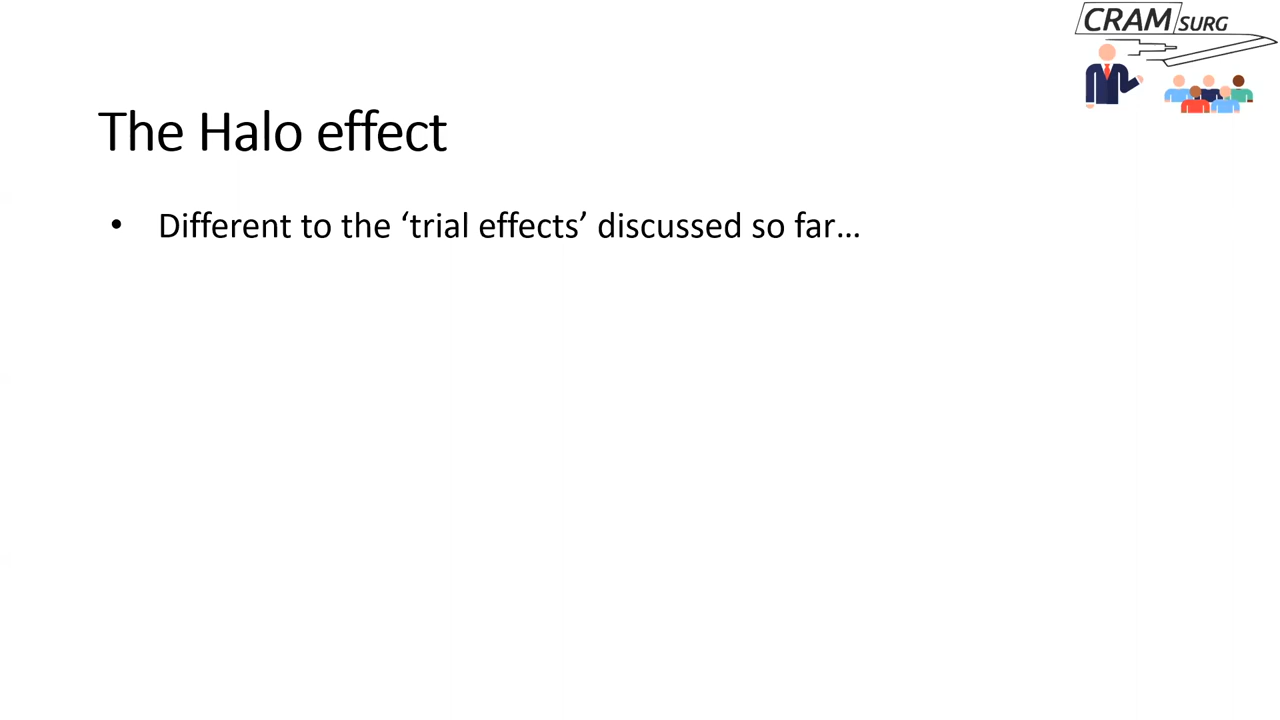 CRAM SURG
The Halo effect
• Different to the ‘trial effects’ discussed so far…